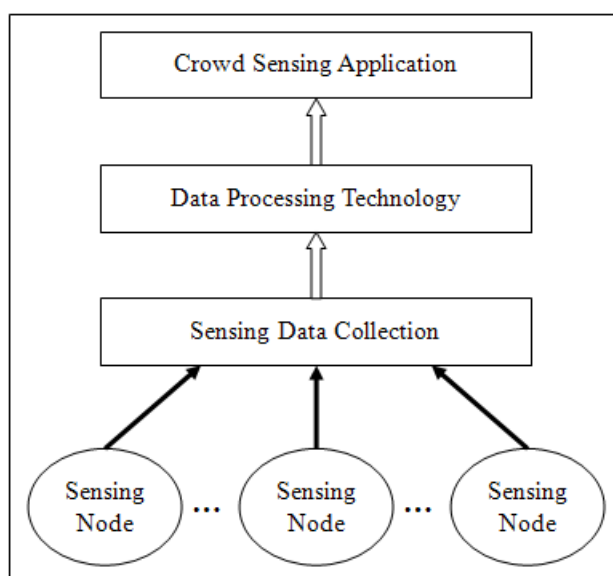 Crowd Sensing Application
Data Processing Technology
Sensing Data Collection
Sensing
Node
...
Sensing
Node
...
Sensing
Node